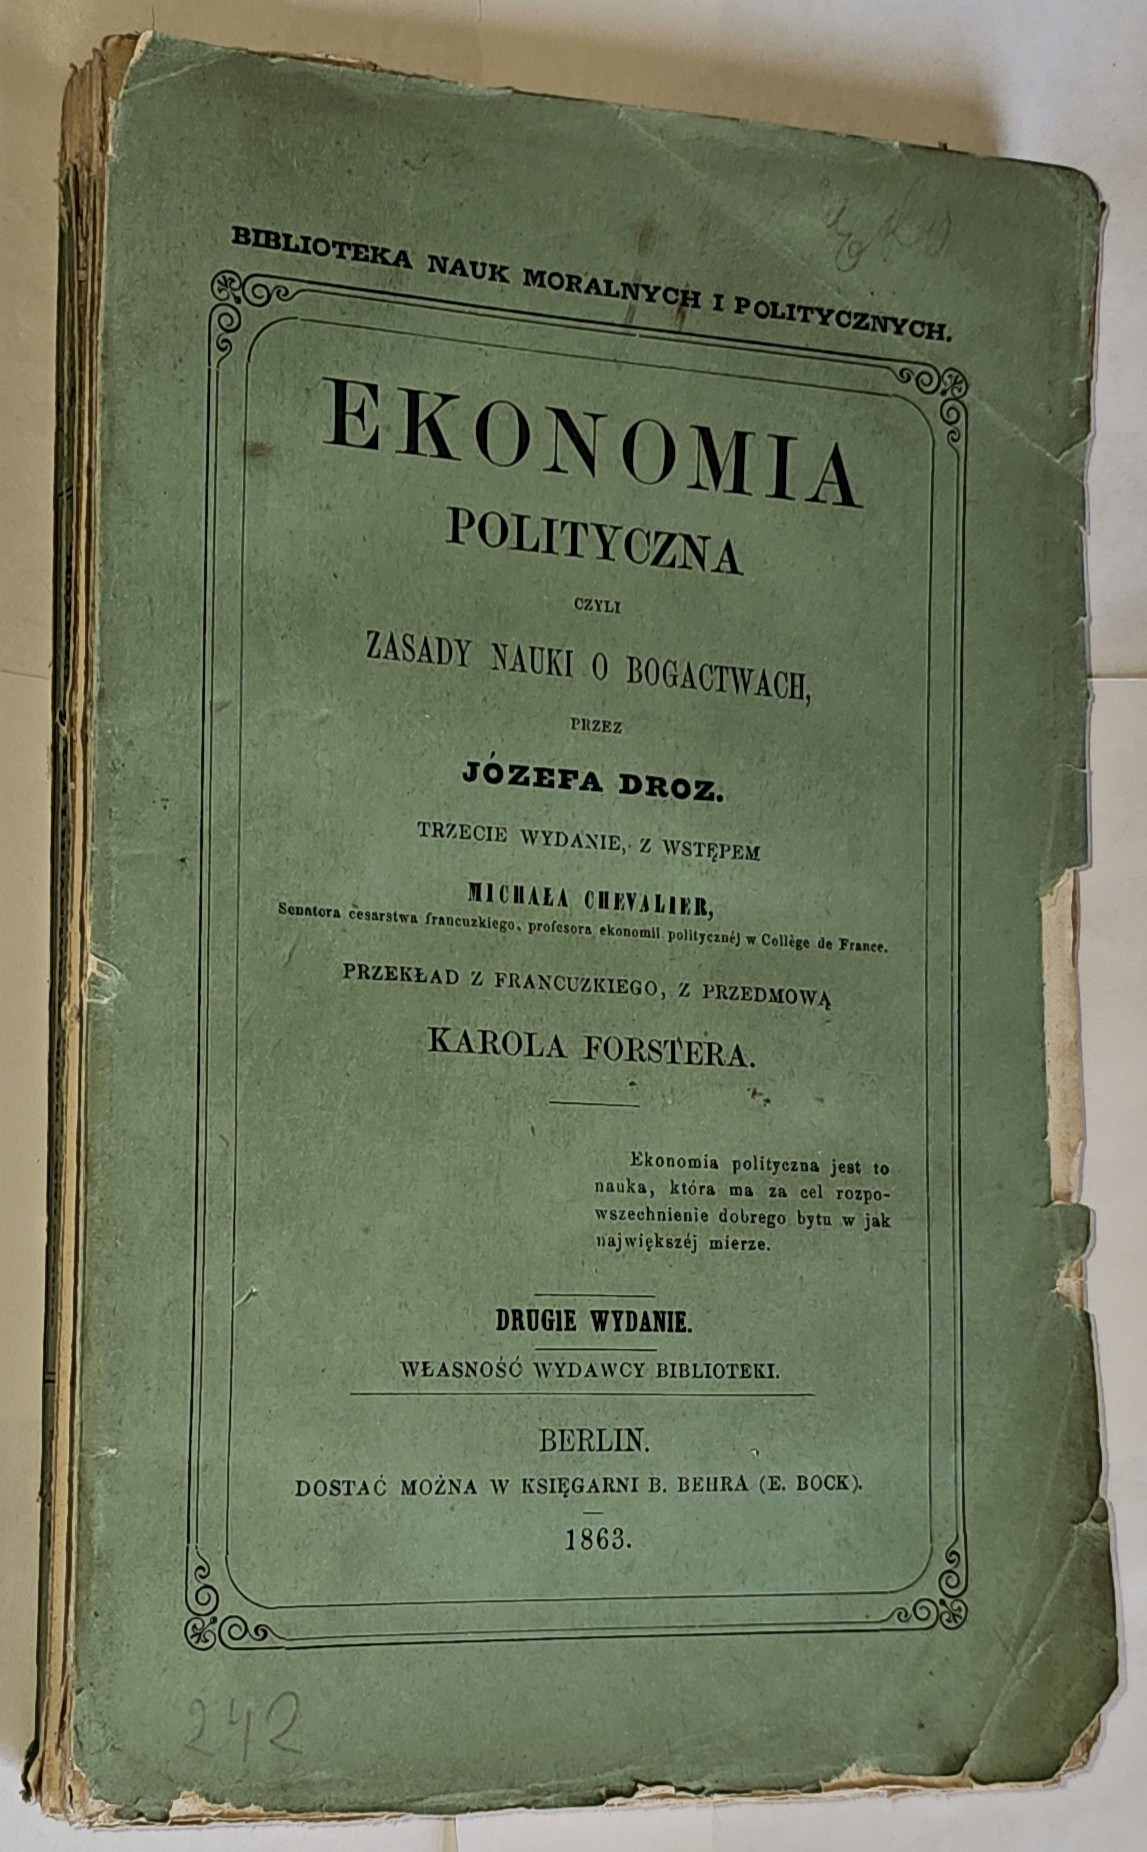 BIBLIOTEKA NAUK MORALNYCH I POLITYCZNYCH.
EKONOMIA
POLITYCZNA
CZYLI
ZASADY NAUKI O BOGACTWACH,
PRZEZ
JÓZEFA DROZ.
TRZECIE WYDANIE, Z WSTĘPEM
MICHAŁA CHEVALIER,
Senatora cesarstwa francuzkiego, profesora ekonomii politycznéj w Collège de France.
PRZEKŁAD Z FRANCUZKIEGO, Z PRZEDMOWĄ
KAROLA FORSTERA.
Ekonomia polityczna jest to
nauka, która ma za cel rozpo-
wszechnienie dobrego bytu w jak
największéj mierze.
DRUGIE WYDANIE.
WŁASNOŚĆ WYDAWCY BIBLIOTEKI.
BERLIN.
DOSTAĆ MOŻNA W KSIĘGARNI B. BEHRA (E. BOCK).
1863.
242